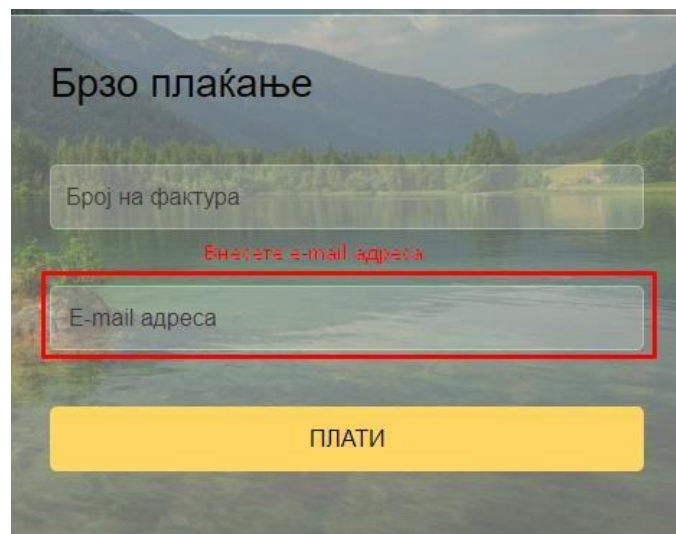 Брзо плаќање
Број на фактура
Внесете e-mail адреса
E-mail адреса
ПЛАТИ